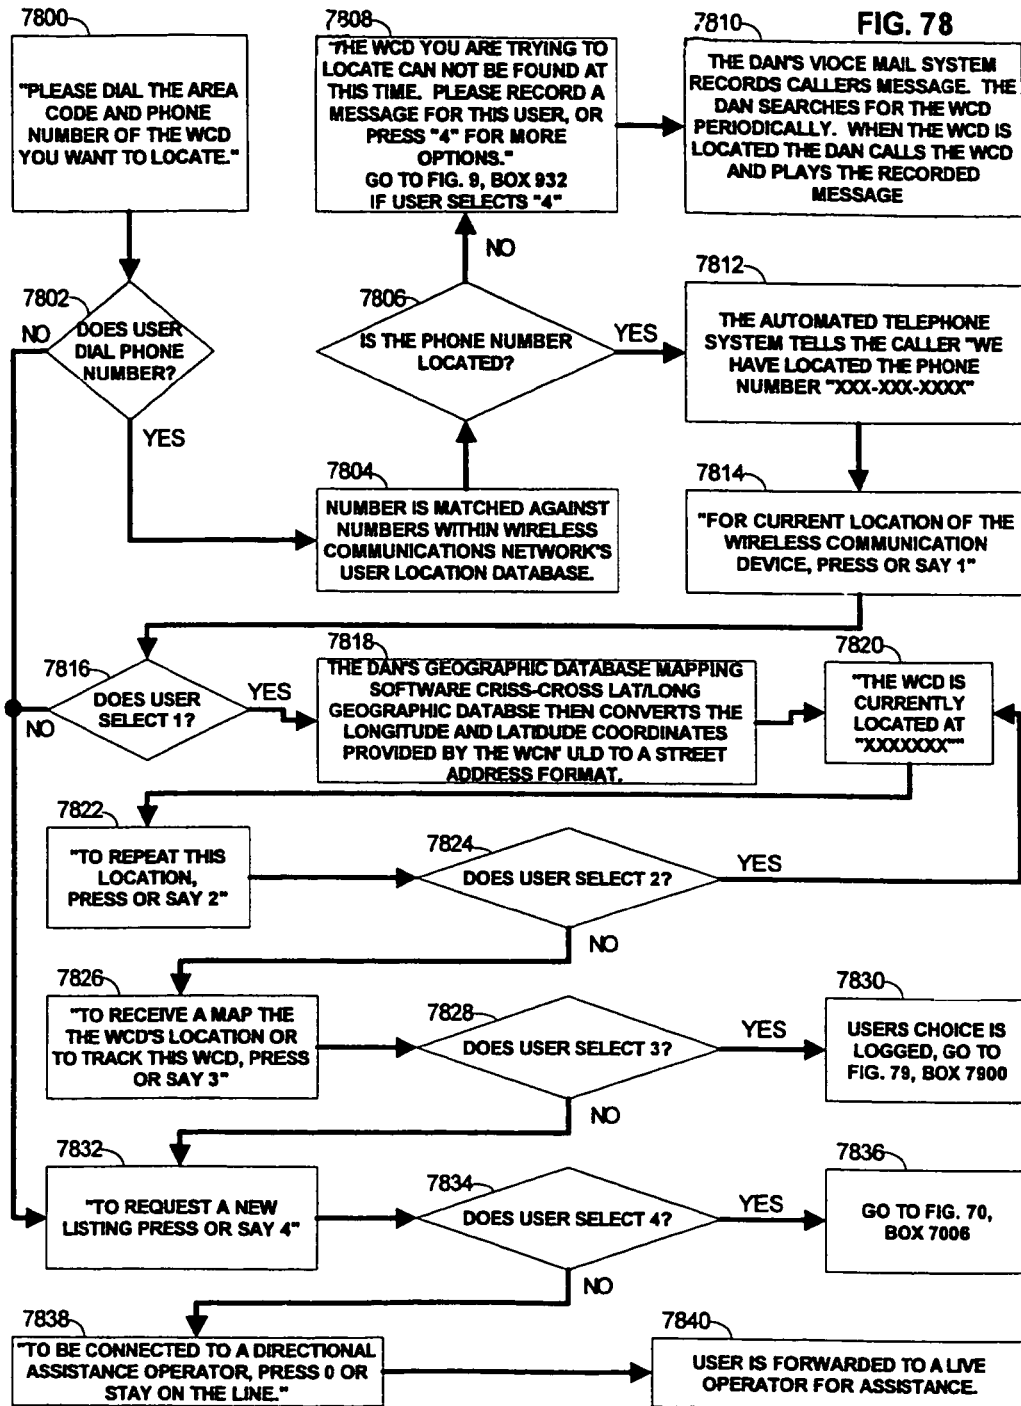 FIG. 78
7800
"PLEASE DIAL THE AREA
CODE AND PHONE
NUMBER OF THE WCD
YOU WANT TO LOCATE."
7808
"THE WCD YOU ARE TRYING TO
LOCATE CAN NOT BE FOUND AT
THIS TIME. PLEASE RECORD A
MESSAGE FOR THIS USER, OR
PRESS "4" FOR MORE
OPTIONS."
GO TO FIG. 9, BOX 932
IF USER SELECTS "4"
7810
THE DAN'S VIOCE MAIL SYSTEM
RECORDS CALLERS MESSAGE. THE
DAN SEARCHES FOR THE WCD
PERIODICALLY. WHEN THE WCD IS
LOCATED THE DAN CALLS THE WCD
AND PLAYS THE RECORDED
MESSAGE
7802
NO
DOES USER
DIAL PHONE
NUMBER?
YES
NO
7806
IS THE PHONE NUMBER
LOCATED?
YES
7812
THE AUTOMATED TELEPHONE
SYSTEM TELLS THE CALLER "WE
HAVE LOCATED THE PHONE
NUMBER "XXX-XXX-XXXX"
7804
NUMBER IS MATCHED AGAINST
NUMBERS WITHIN WIRELESS
COMMUNICATIONS NETWORK'S
USER LOCATION DATABASE.
7814
"FOR CURRENT LOCATION OF THE
WIRELESS COMMUNICATION
DEVICE, PRESS OR SAY 1"
7816
DOES USER
SELECT 1?
YES
NO
7818
THE DAN'S GEOGRAPHIC DATABASE MAPPING
SOFTWARE CRISS-CROSS LAT/LONG
GEOGRAPHIC DATABSE THEN CONVERTS THE
LONGITUDE AND LATIDUDE COORDINATES
PROVIDED BY THE WCN' ULD TO A STREET
ADDRESS FORMAT.
7820
"THE WCD IS
CURRENTLY
LOCATED AT
"XXXXXXX""
7822
"TO REPEAT THIS
LOCATION,
PRESS OR SAY 2"
7824
DOES USER SELECT 2?
YES
NO
7826
"TO RECEIVE A MAP THE
THE WCD'S LOCATION OR
TO TRACK THIS WCD, PRESS
OR SAY 3"
7828
DOES USER SELECT 3?
YES
NO
7830
USERS CHOICE IS
LOGGED, GO TO
FIG. 79, BOX 7900
7832
"TO REQUEST A NEW
LISTING PRESS OR SAY 4"
7834
DOES USER SELECT 4?
YES
NO
7836
GO TO FIG. 70,
BOX 7006
7838
"TO BE CONNECTED TO A DIRECTIONAL
ASSISTANCE OPERATOR, PRESS 0 OR
STAY ON THE LINE."
7840
USER IS FORWARDED TO A LIVE
OPERATOR FOR ASSISTANCE.